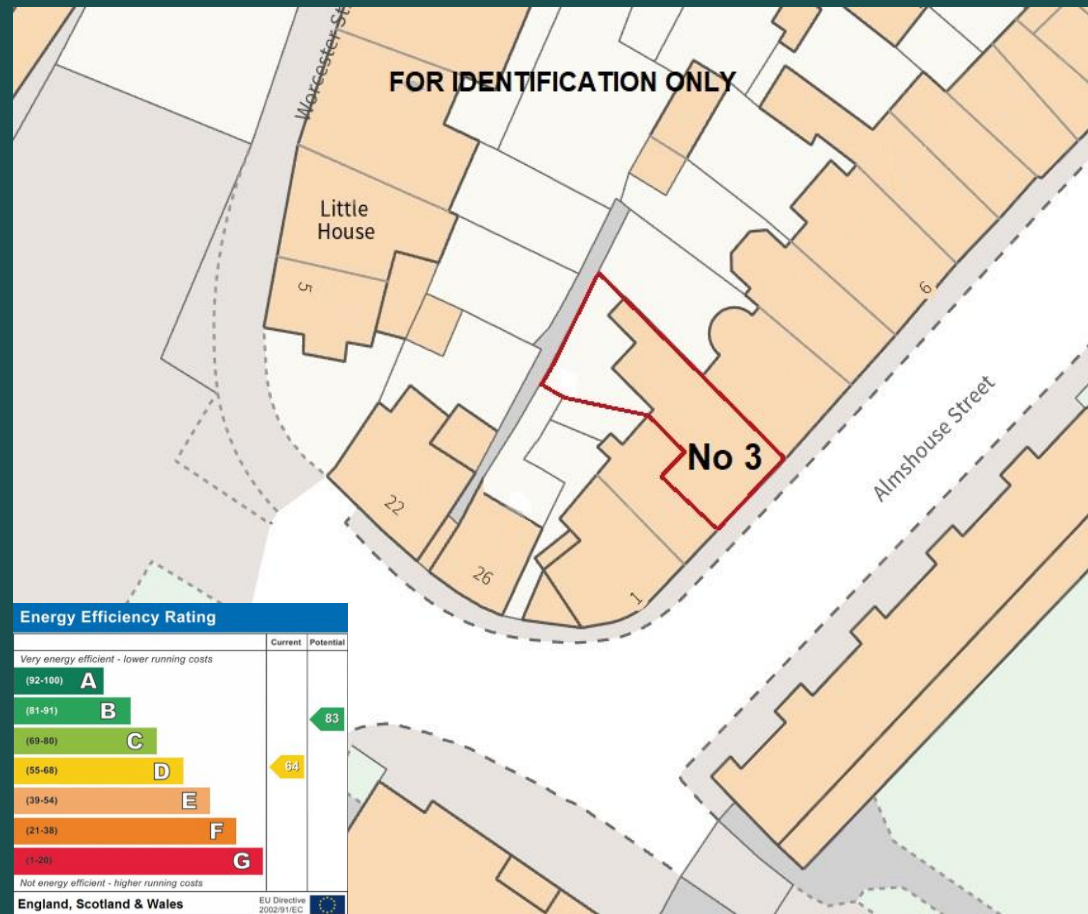 Worcester St
FOR IDENTIFICATION ONLY
Little
House
5
6
No 3
Almshouse Street
22
26
1
Energy Efficiency Rating
Current Potential
Very energy efficient - lower running costs
(92-100) A
(81-91) B
83
(69-80) C
(55-68) D
64
(39-54) E
(21-38) F
(1-20) G
Not energy efficient - higher running costs
England, Scotland & Wales
EU Directive
2002/91/EC